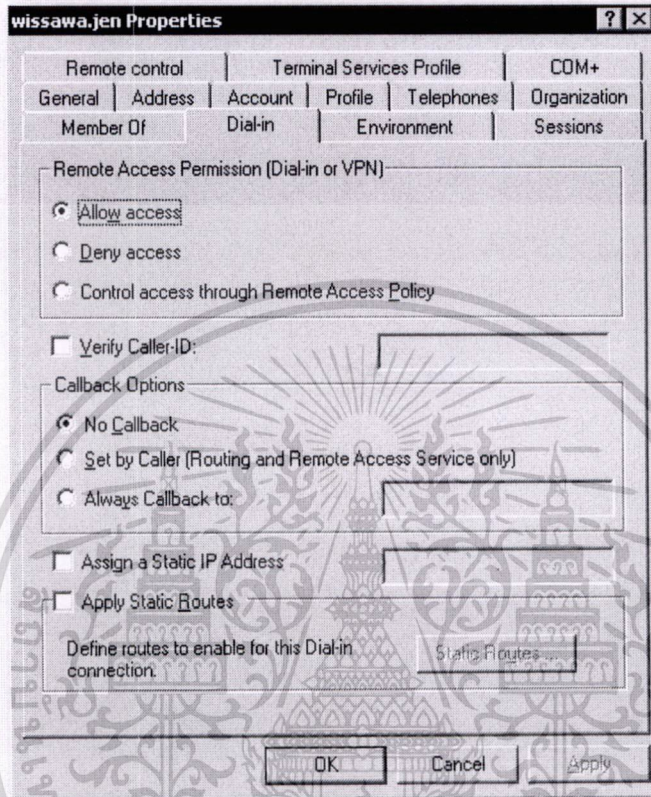 wissawa.jen Properties
Remote control Terminal Services Profile COM+
General Address Account Profile Telephones Organization
Member Of Dial-in Environment Sessions
Remote Access Permission (Dial-in or VPN)
Allow access
Deny access
Control access through Remote Access Policy
Verify Caller-ID:
Callback Options
No Callback
Set by Caller (Routing and Remote Access Service only)
Always Callback to:
Assign a Static IP Address
Apply Static Routes
Define routes to enable for this Dial-in
connection.
Static Routes ...
OK Cancel Apply